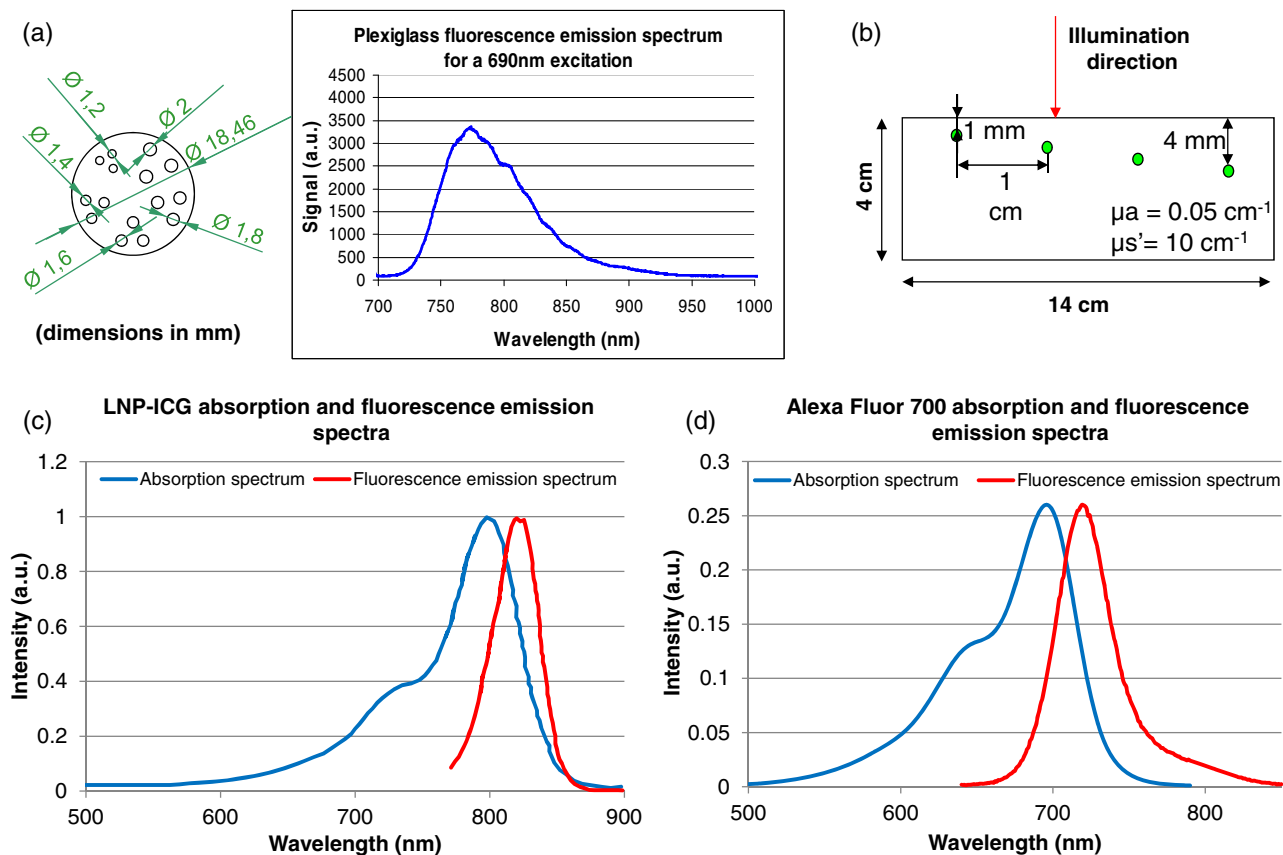 (a)
Ø 1,2
Ø 2
Ø 18,46
Ø 1,4
Ø 1,8
Ø 1,6
(dimensions in mm)
Plexiglass fluorescence emission spectrum
for a 690nm excitation
4500
4000
3500
3000
2500
2000
1500
1000
500
0
Signal (a.u.)
700 750 800 850 900 950 1000
Wavelength (nm)
(b)
Illumination
direction
1 mm
4 mm
1
cm
4 cm
µa = 0.05 cm-1
µs'= 10 cm-1
14 cm
(c)
LNP-ICG absorption and fluorescence emission
spectra
1.2
Absorption spectrum Fluorescence emission spectrum
1
0.8
0.6
0.4
0.2
0
Intensity (a.u.)
500 600 700 800 900
Wavelength (nm)
(d)
Alexa Fluor 700 absorption and fluorescence
emission spectra
0.3
Absorption spectrum Fluorescence emission spectrum
0.25
0.2
0.15
0.1
0.05
0
Intensity (a.u.)
500 600 700 800
Wavelength (nm)